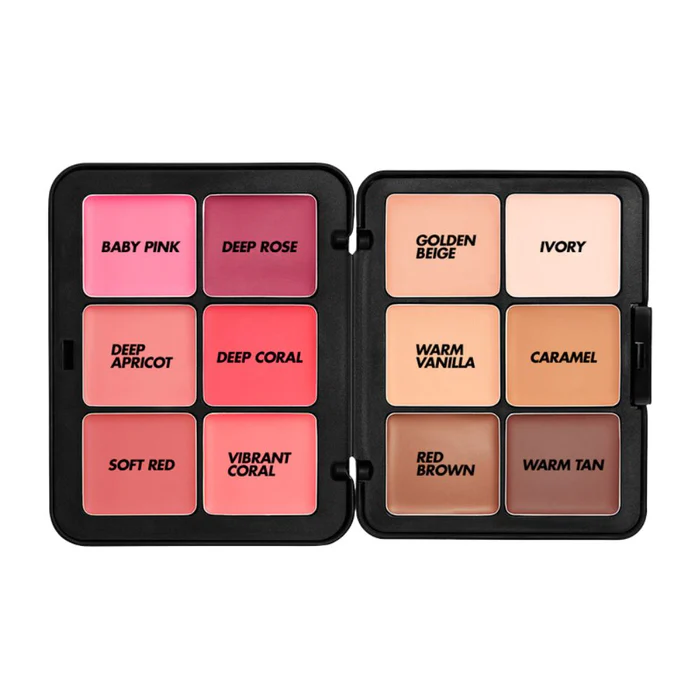 BABY PINK
DEEP ROSE
GOLDEN
BEIGE
IVORY
DEEP
APRICOT
DEEP CORAL
WARM
VANILLA
CARAMEL
SOFT RED
VIBRANT
CORAL
RED
BROWN
WARM TAN